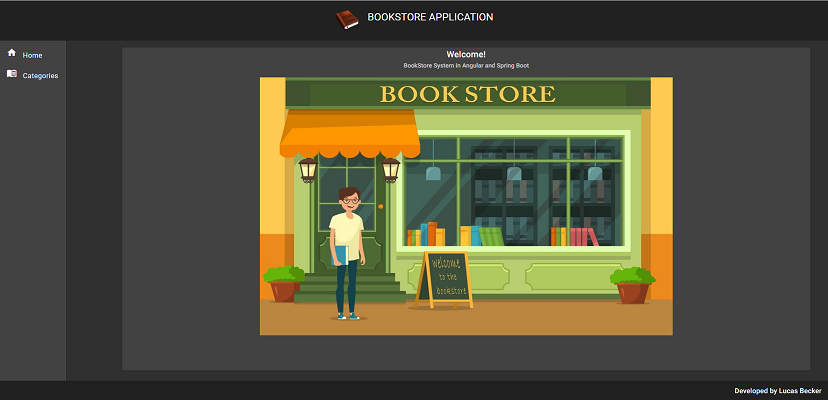 BOOKSTORE APPLICATION
Home
Categories
Welcome!
BookStore System in Angular and Spring Boot
BOOK STORE
welcome
to the
bookstore
Developed by Lucas Becker